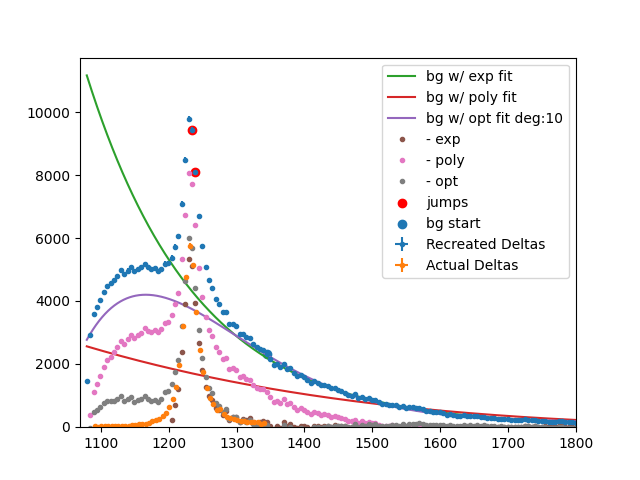 10000
8000
6000
4000
2000
0
1100 1200 1300 1400 1500 1600 1700 1800
bg w/ exp fit
bg w/ poly fit
bg w/ opt fit deg:10
- exp
- poly
- opt
jumps
bg start
Recreated Deltas
Actual Deltas